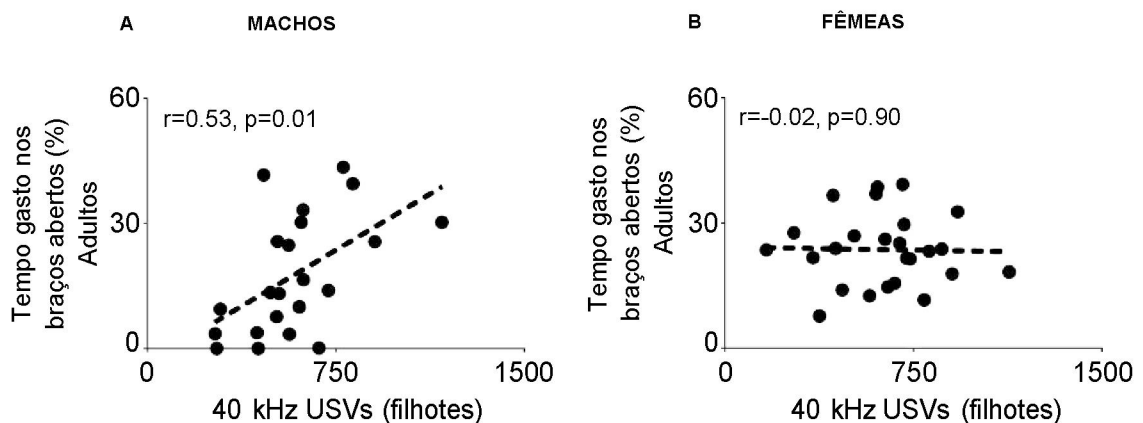 A MACHOS
r=0.53, p=0.01
Tempo gasto nos
braços abertos (%)
Adultos
60
30
0
0 750 1500
40 kHz USVs (filhotes)
B FÊMEAS
r=-0.02, p=0.90
Tempo gasto nos
braços abertos (%)
Adultos
60
30
0
0 750 1500
40 kHz USVs (filhotes)